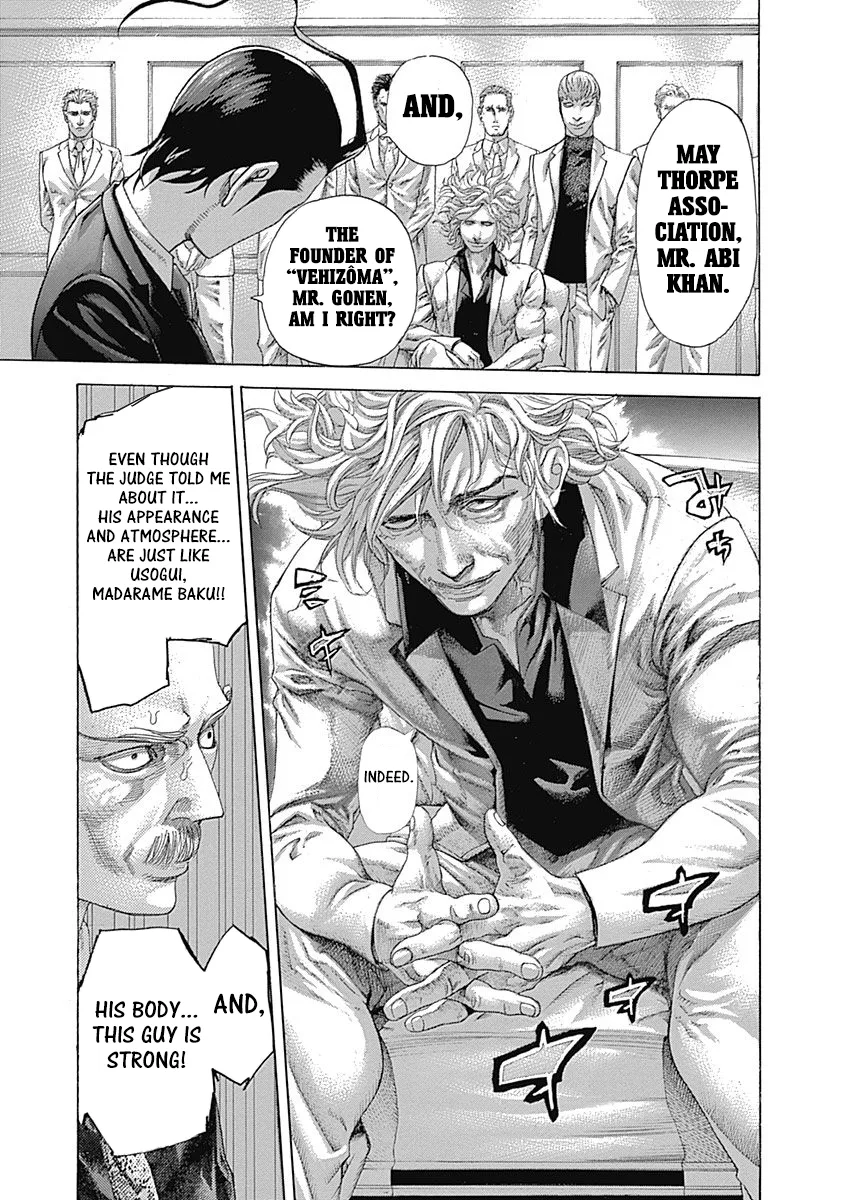 MAY
THORPE
ASSO-
CIATION,
MR. ABI
KHAN.
AND,
THE
FOUNDER OF
“VEHIZÔMA”,
MR. GONEN,
AM I RIGHT?
INDEED.
EVEN THOUGH
THE JUDGE TOLD ME
ABOUT IT...
HIS APPEARANCE
AND ATMOSPHERE...
ARE JUST LIKE
USOGUI,
MADARAME BAKU!!
AND,
HIS BODY...
THIS GUY IS
STRONG!